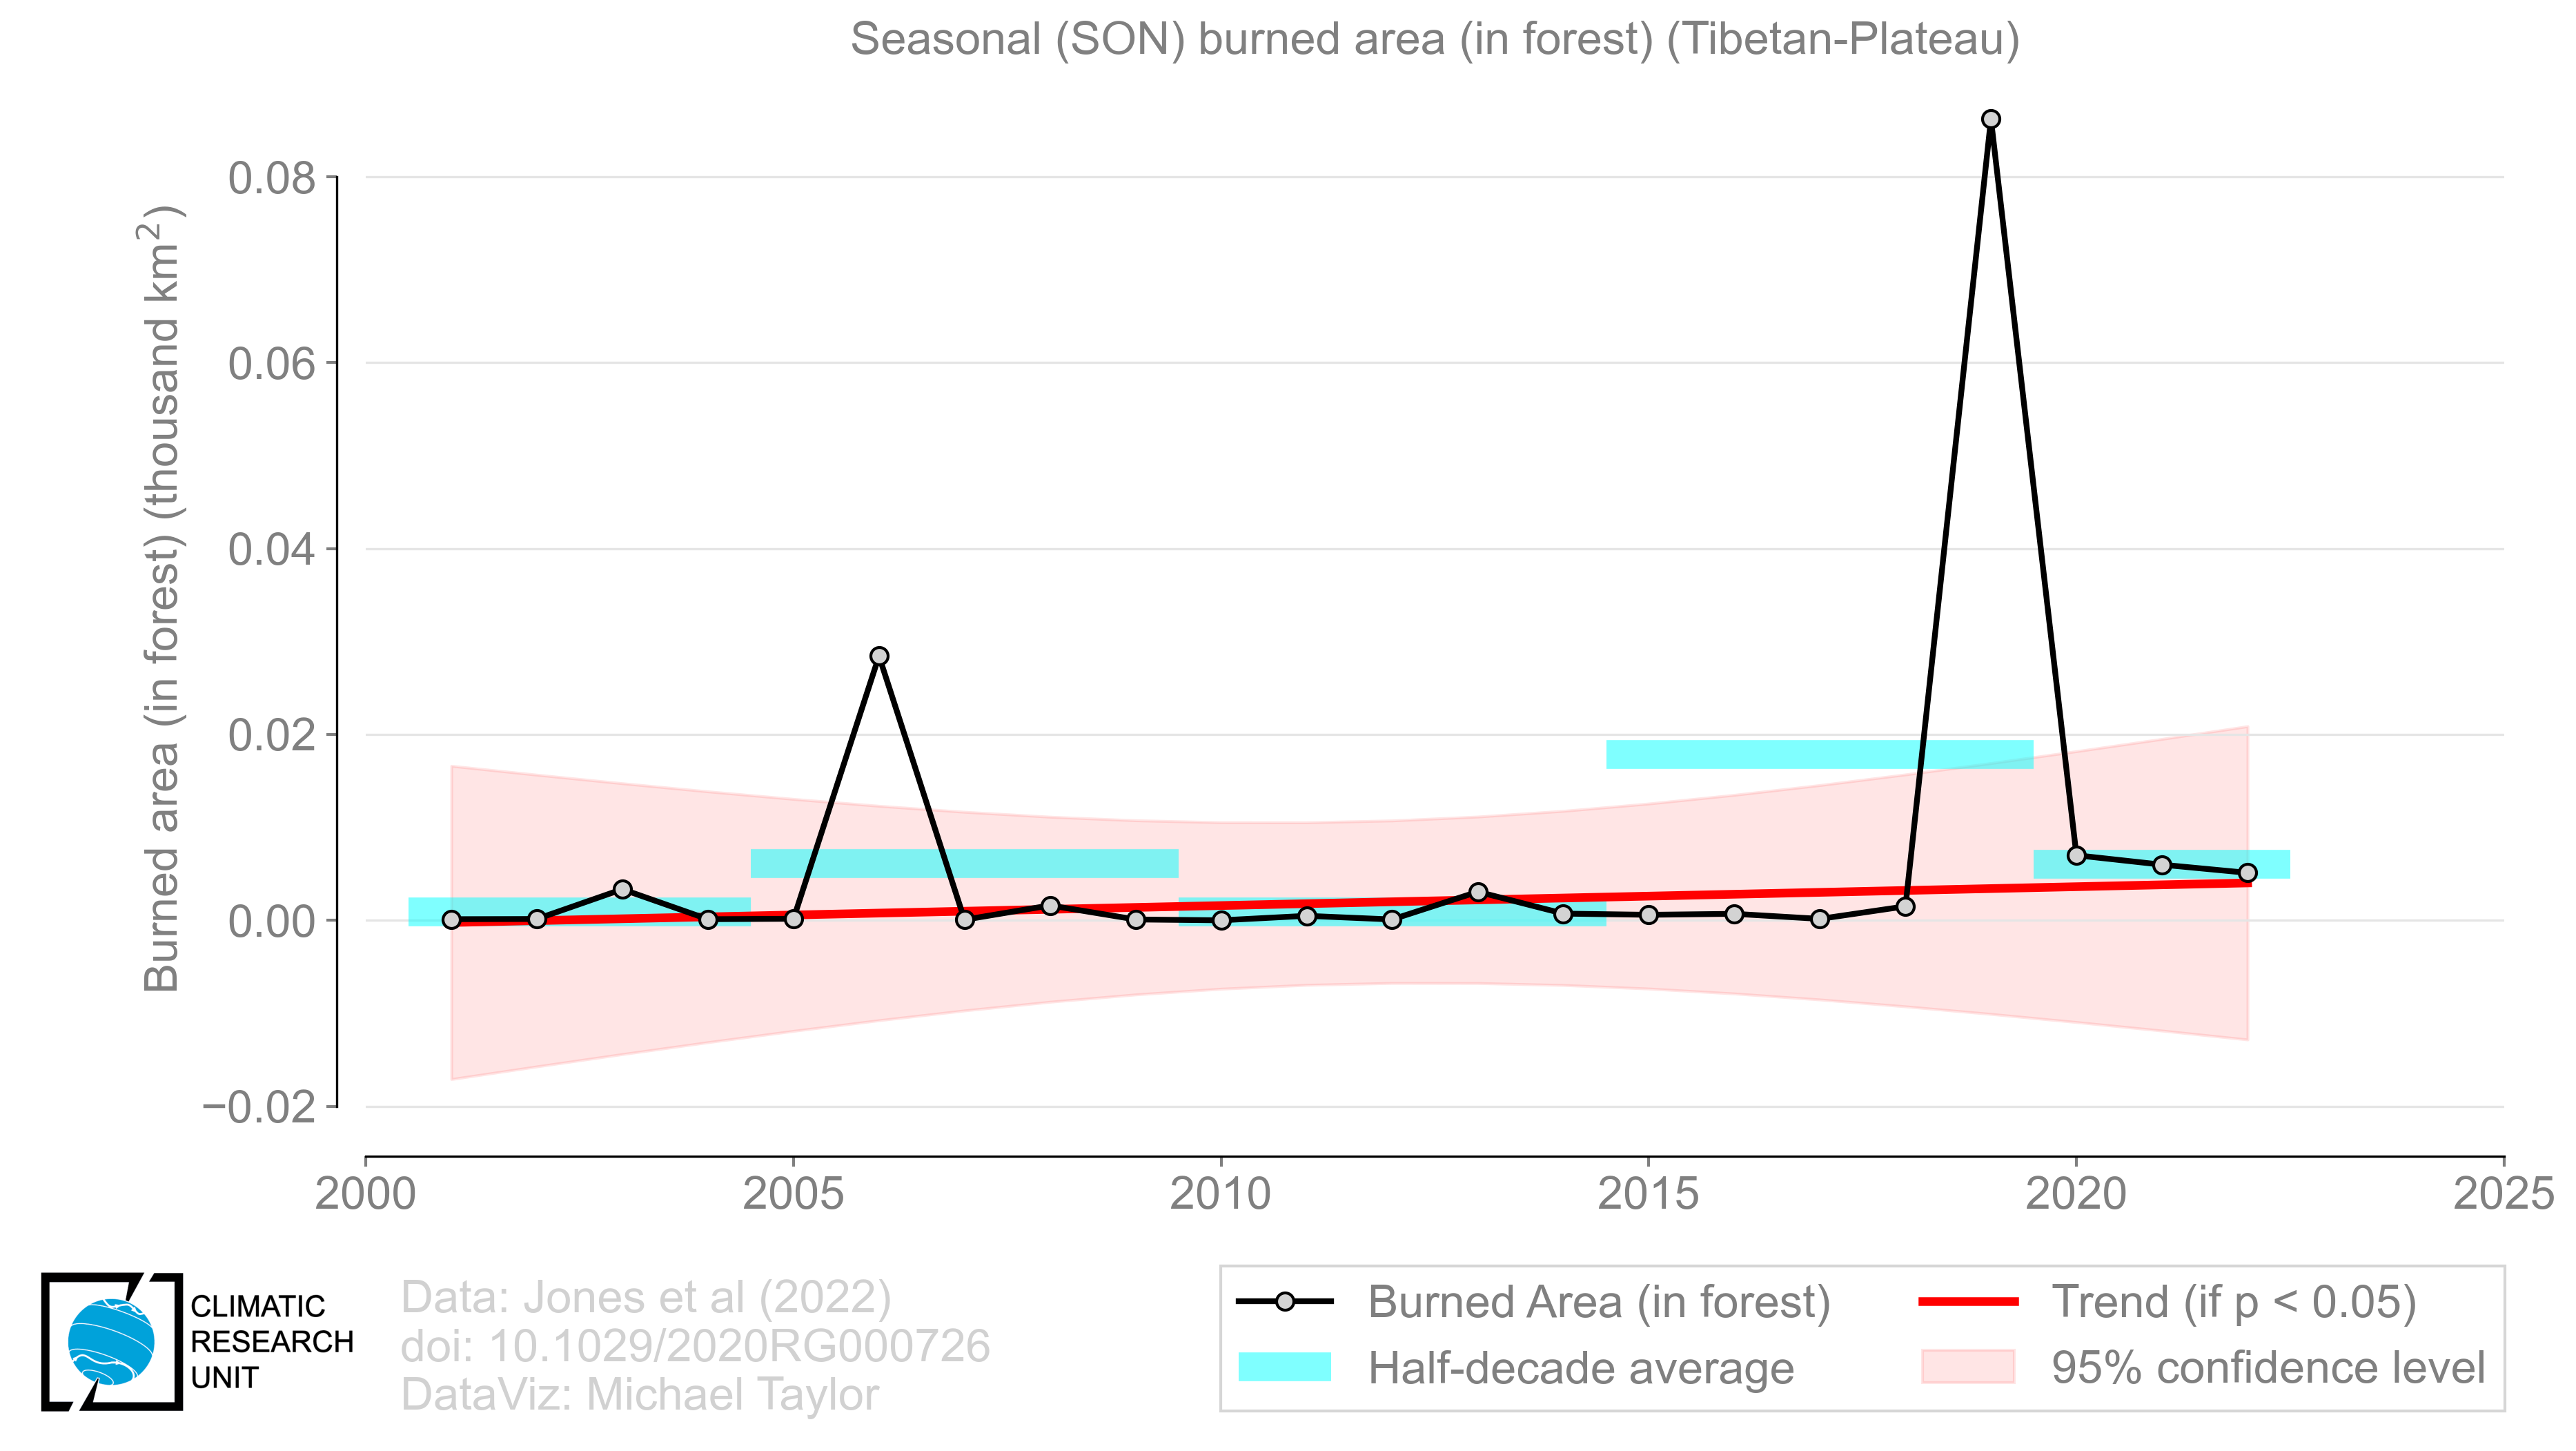 Seasonal (SON) burned area (in forest) (Tibetan-Plateau)
Burned area (in forest) (thousand km²)
0.08
0.06
0.04
0.02
0.00
−0.02
2000
2005
2010
2015
2020
2025
CLIMATIC
RESEARCH
UNIT
Data: Jones et al (2022)
doi: 10.1029/2020RG000726
DataViz: Michael Taylor
Burned Area (in forest)
Half-decade average
Trend (if p < 0.05)
95% confidence level